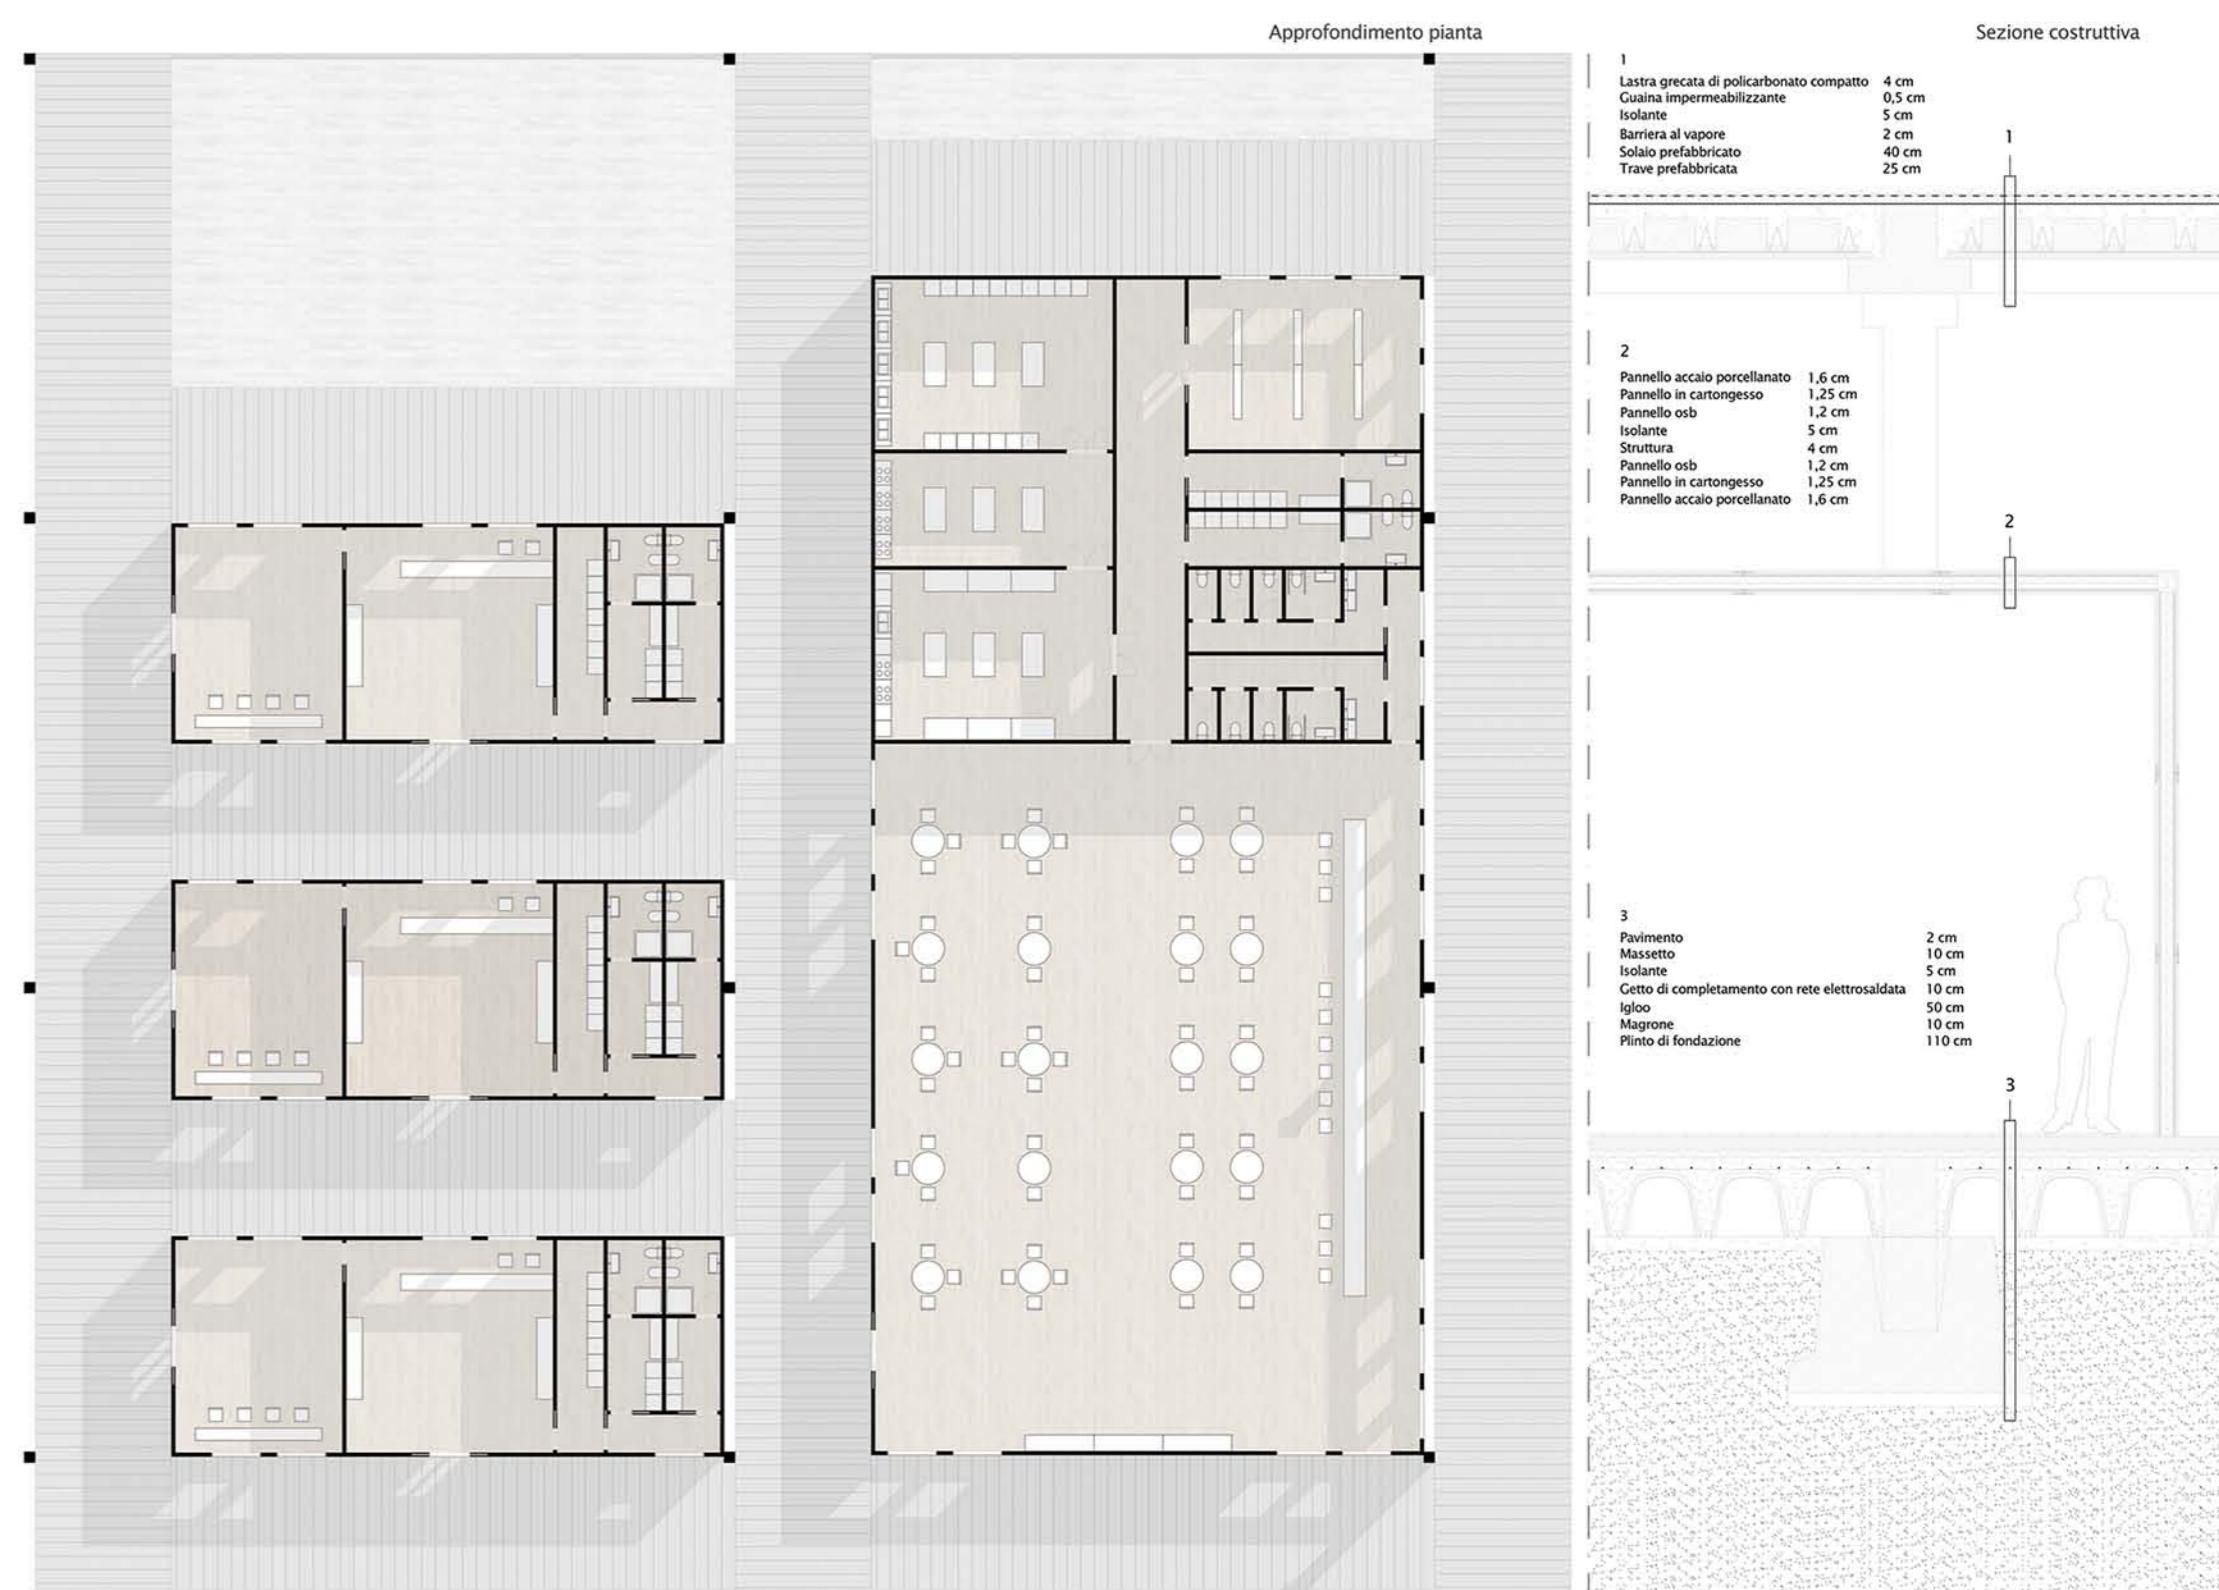 Approfondimento pianta
Sezione costruttiva
1
Lastra grecata di policarbonato compatto 4 cm
Guaina impermeabilizzante 0,5 cm
Isolante 5 cm
Barriera al vapore 2 cm
Solaio prefabbricato 40 cm
Trave prefabbricata 25 cm
1
2
Pannello accaio porcellanato 1,6 cm
Pannello in cartongesso 1,25 cm
Pannello osb 1,2 cm
Isolante 5 cm
Struttura 4 cm
Pannello osb 1,2 cm
Pannello in cartongesso 1,25 cm
Pannello accaio porcellanato 1,6 cm
2
3
Pavimento 2 cm
Massetto 10 cm
Isolante 5 cm
Getto di completamento con rete elettrosaldata 10 cm
Igloo 50 cm
Magrone 10 cm
Plinto di fondazione 110 cm
3